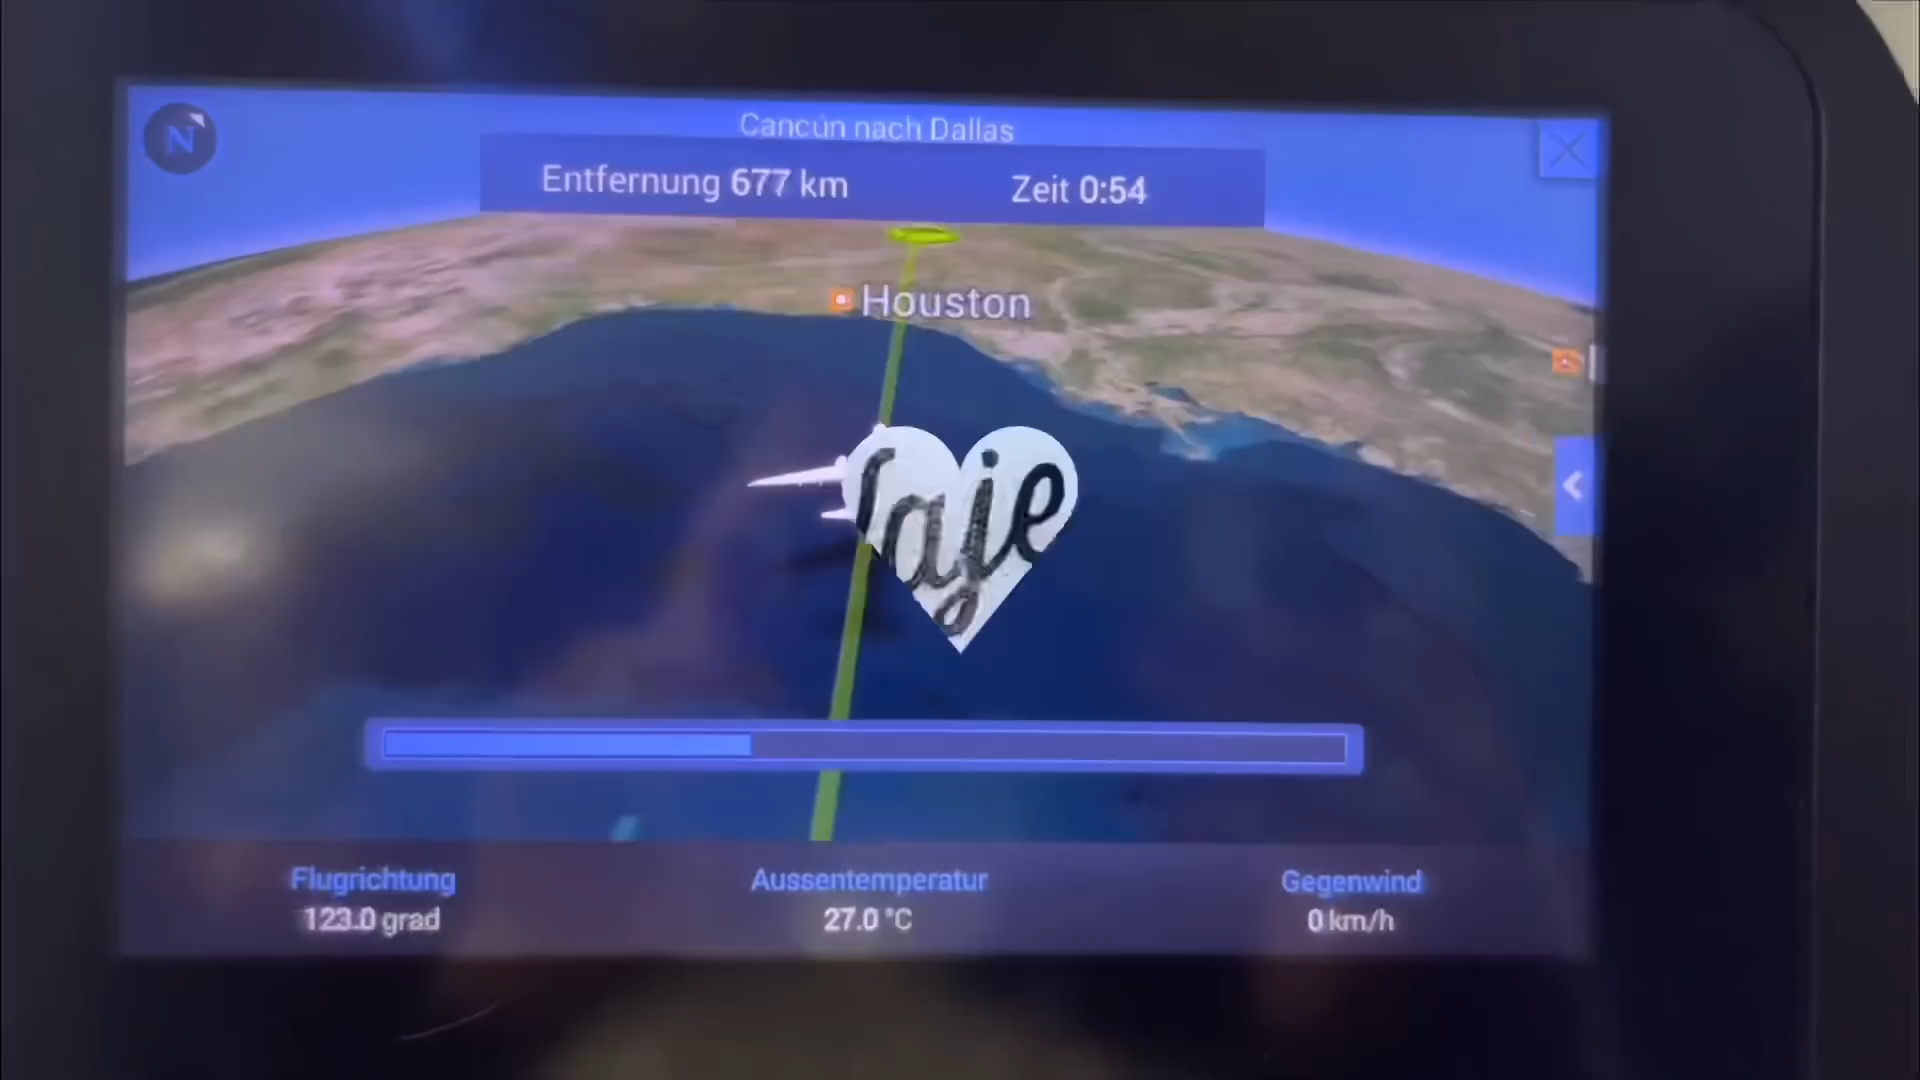 N
Cancún nach Dallas
Entfernung 677 km
Zeit 0:54
Houston
aje
Flugrichtung
Aussentemperatur
Gegenwind
123.0 grad
27.0 °C
0 km/h